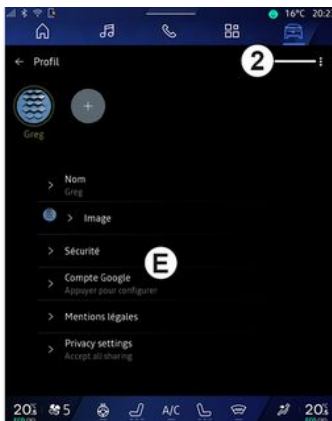 16°C 20:2
2
← Profil
+
Greg
> Nom
Greg
> Image
> Sécurité
E
> Compte Google
Appuyer pour configurer
> Mentions légales
> Privacy settings
Accept all sharing
20 5 A/C 20